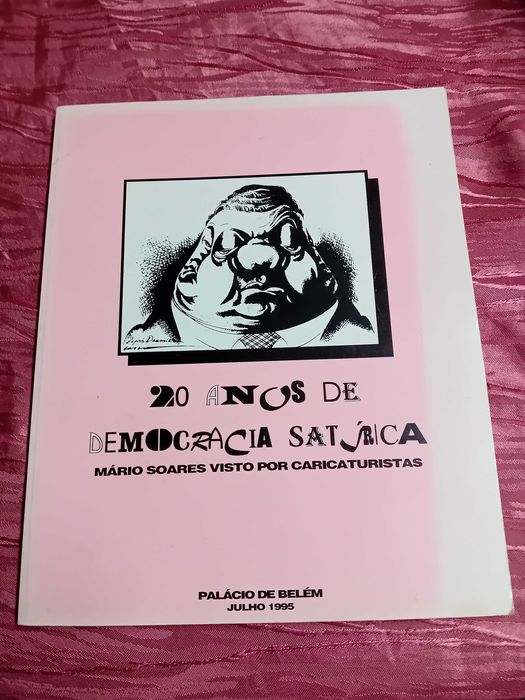 20 ANOS DE
DEMOCRACIA SATÍRICA
MÁRIO SOARES VISTO POR CARICATURISTAS
PALÁCIO DE BELÉM
JULHO 1995